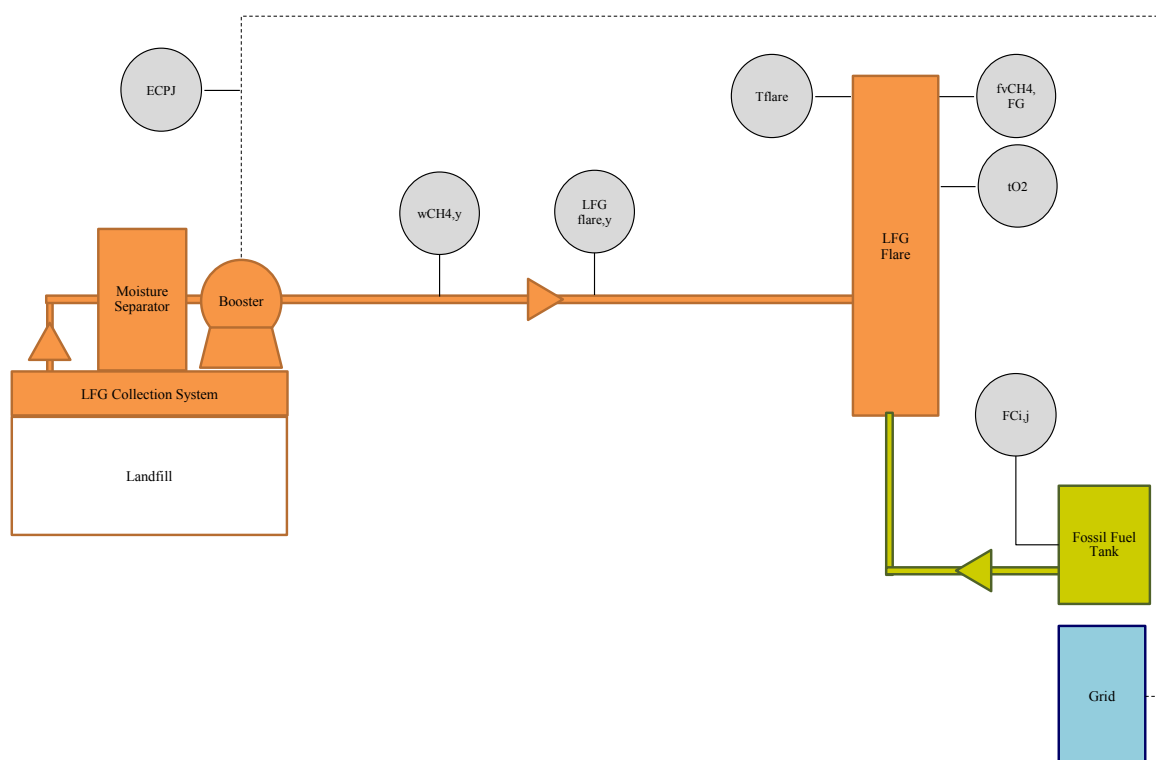 ECPJ
Tflare
fvCH4,
FG
tO2
wCH4,y
LFG
flare,y
LFG
Flare
Moisture
Separator
Booster
LFG Collection System
Landfill
FCi,j
Fossil Fuel
Tank
Grid